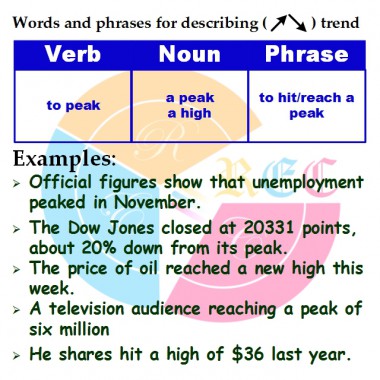 Words and phrases for describing ( ↗↘ ) trend
Verb Noun Phrase
to peak
a peak
a high
to hit/reach a
peak
Examples:
➢ Official figures show that unemployment
peaked in November.
➢ The Dow Jones closed at 20331 points,
about 20% down from its peak.
➢ The price of oil reached a new high this
week.
➢ A television audience reaching a peak of
six million
➢ He shares hit a high of $36 last year.
REC